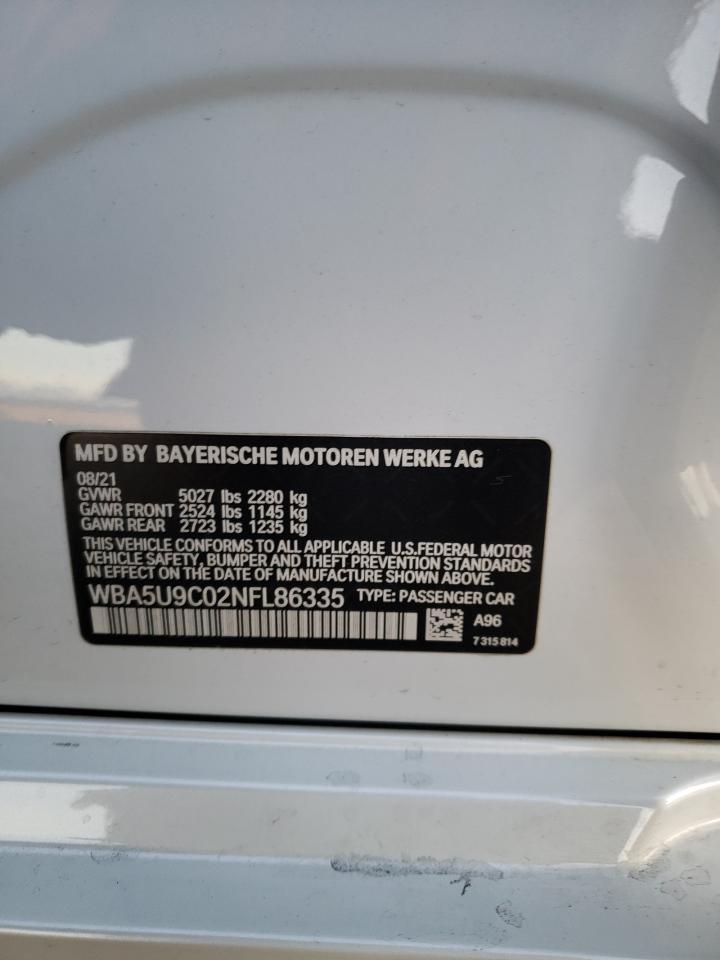 MFD BY BAYERISCHE MOTOREN WERKE AG
08/21
GVWR 5027 lbs 2280 kg
GAWR FRONT 2524 lbs 1145 kg
GAWR REAR 2723 lbs 1235 kg
THIS VEHICLE CONFORMS TO ALL APPLICABLE U.S.FEDERAL MOTOR
VEHICLE SAFETY, BUMPER AND THEFT PREVENTION STANDARDS
IN EFFECT ON THE DATE OF MANUFACTURE SHOWN ABOVE.
WBA5U9C02NFL86335 TYPE: PASSENGER CAR
A96
7 315 814